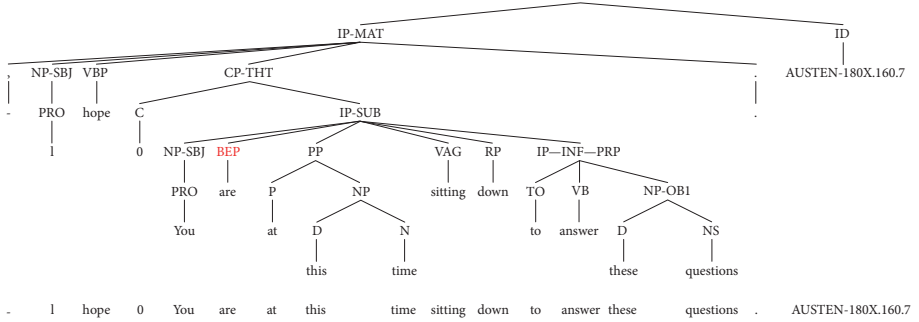 IP-MAT ID
, NP-SBJ VBP CP-THT . AUSTEN-180X.160.7
- PRO hope C IP-SUB .
l 0 NP-SBJ BEP PP VAG RP IP—INF—PRP
PRO are P NP sitting down TO VB NP-OB1
You at D N to answer D NS
this time these questions
- l hope 0 You are at this time sitting down to answer these questions . AUSTEN-180X.160.7